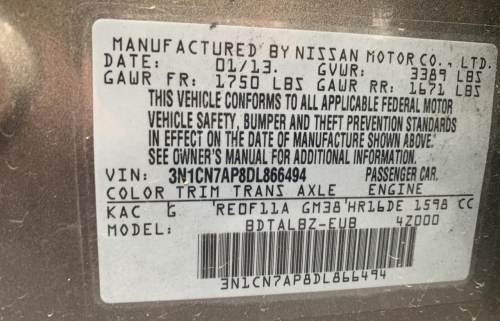 MANUFACTURED BY NISSAN MOTOR CO., LTD.
DATE: 01/13. GVWR: 3389 LBS
GAWR FR: 1750 LBS GAWR RR: 1671 LBS
THIS VEHICLE CONFORMS TO ALL APPLICABLE FEDERAL MOTOR
VEHICLE SAFETY, BUMPER AND THEFT PREVENTION STANDARDS
IN EFFECT ON THE DATE OF MANUFACTURE SHOWN ABOVE.
SEE OWNER'S MANUAL FOR ADDITIONAL INFORMATION.
VIN: 3N1CN7AP8DL866494 PASSENGER CAR.
COLOR TRIM TRANS AXLE ENGINE
KAC G 'RE0F11A GM38'HR16DE 1598 CC
MODEL: BDTALBZ-EUB 4Z000
3N1CN7AP8DL866494